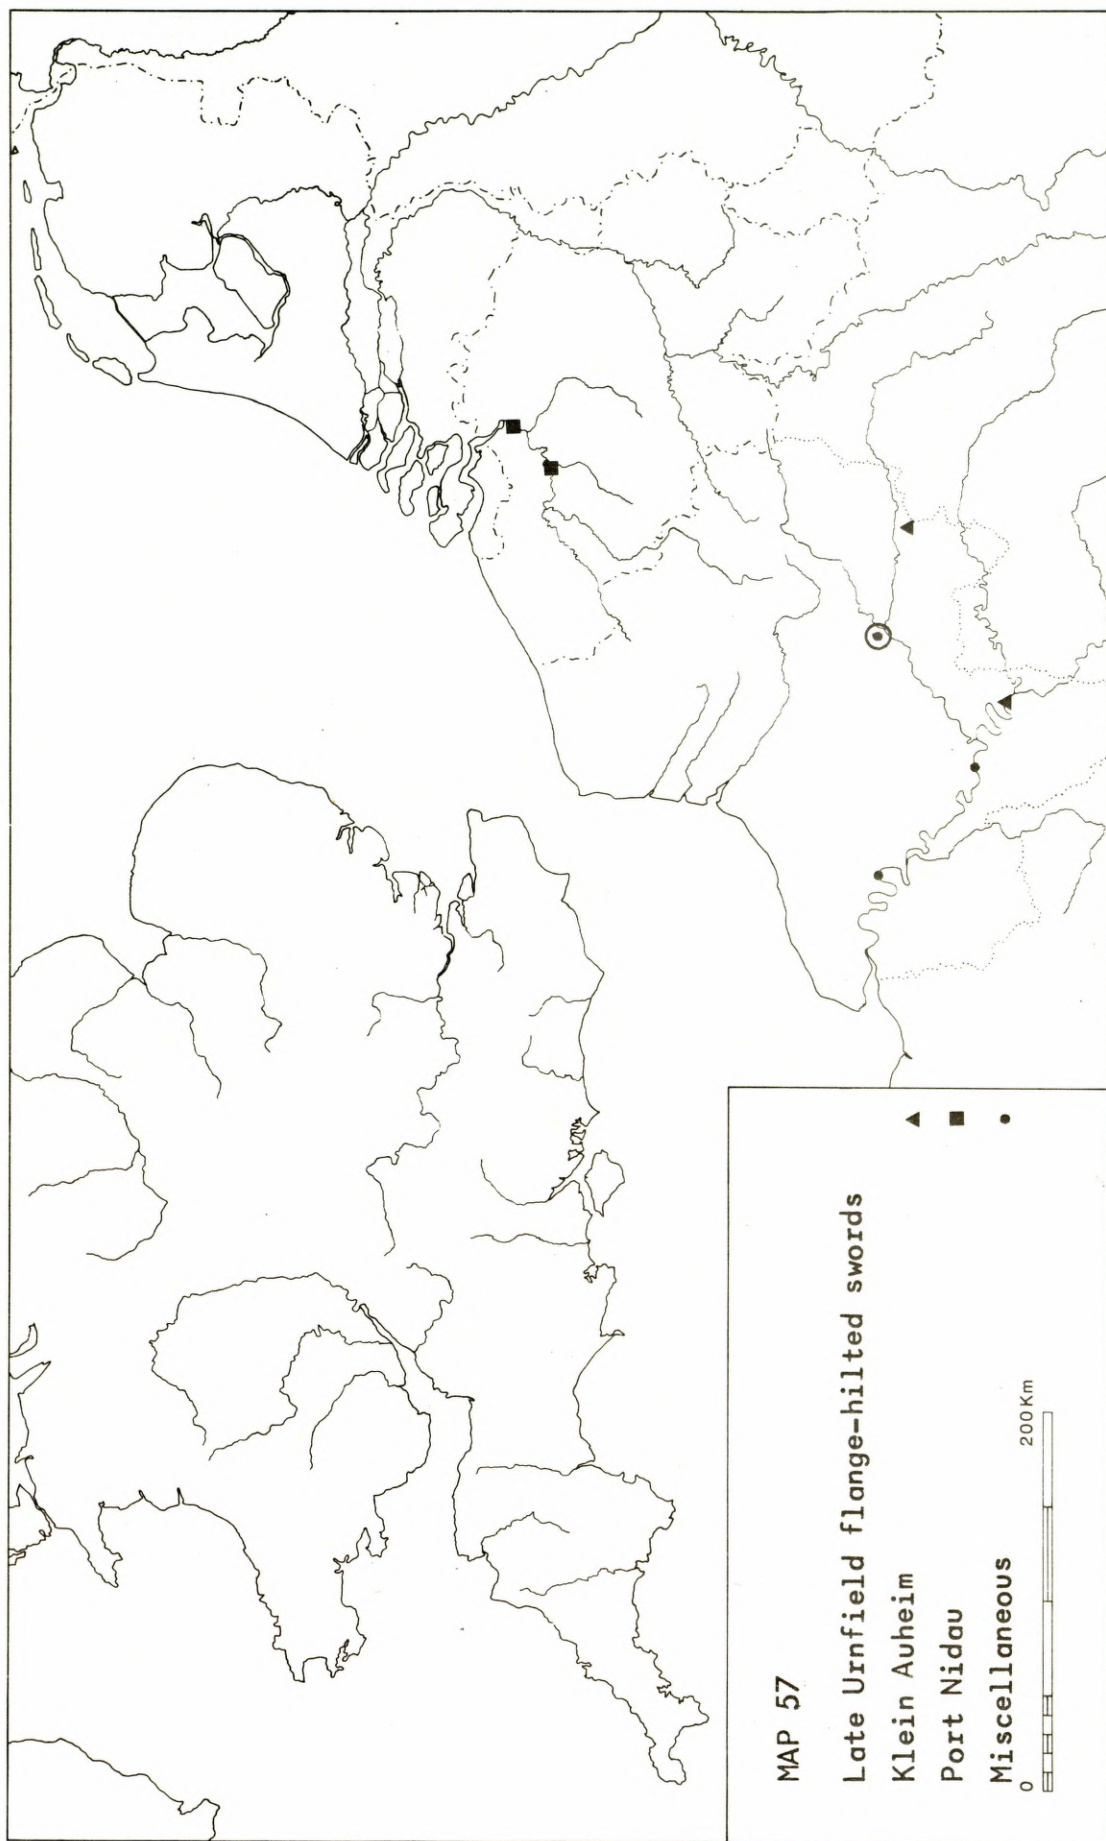 MAP 57
Late Urnfield flange-hilted swords
Klein Auheim
Port Nidau
Miscellaneous
0 200Km